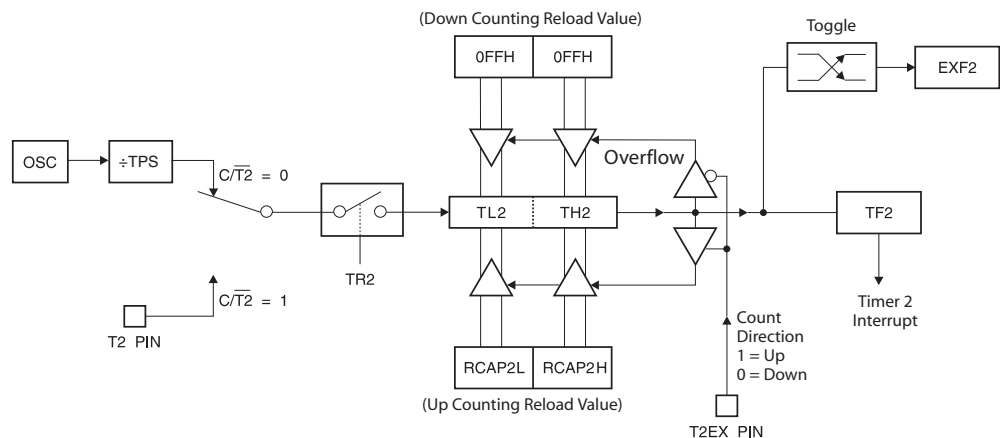 (Down Counting Reload Value)
0FFH 0FFH
Toggle
EXF2
OSC
÷TPS
C/T2̅ = 0
Overflow
TL2 TH2
TF2
TR2
C/T2̅ = 1
T2 PIN
Timer 2
Interrupt
Count
Direction
1 = Up
0 = Down
RCAP2L RCAP2H
(Up Counting Reload Value)
T2EX PIN